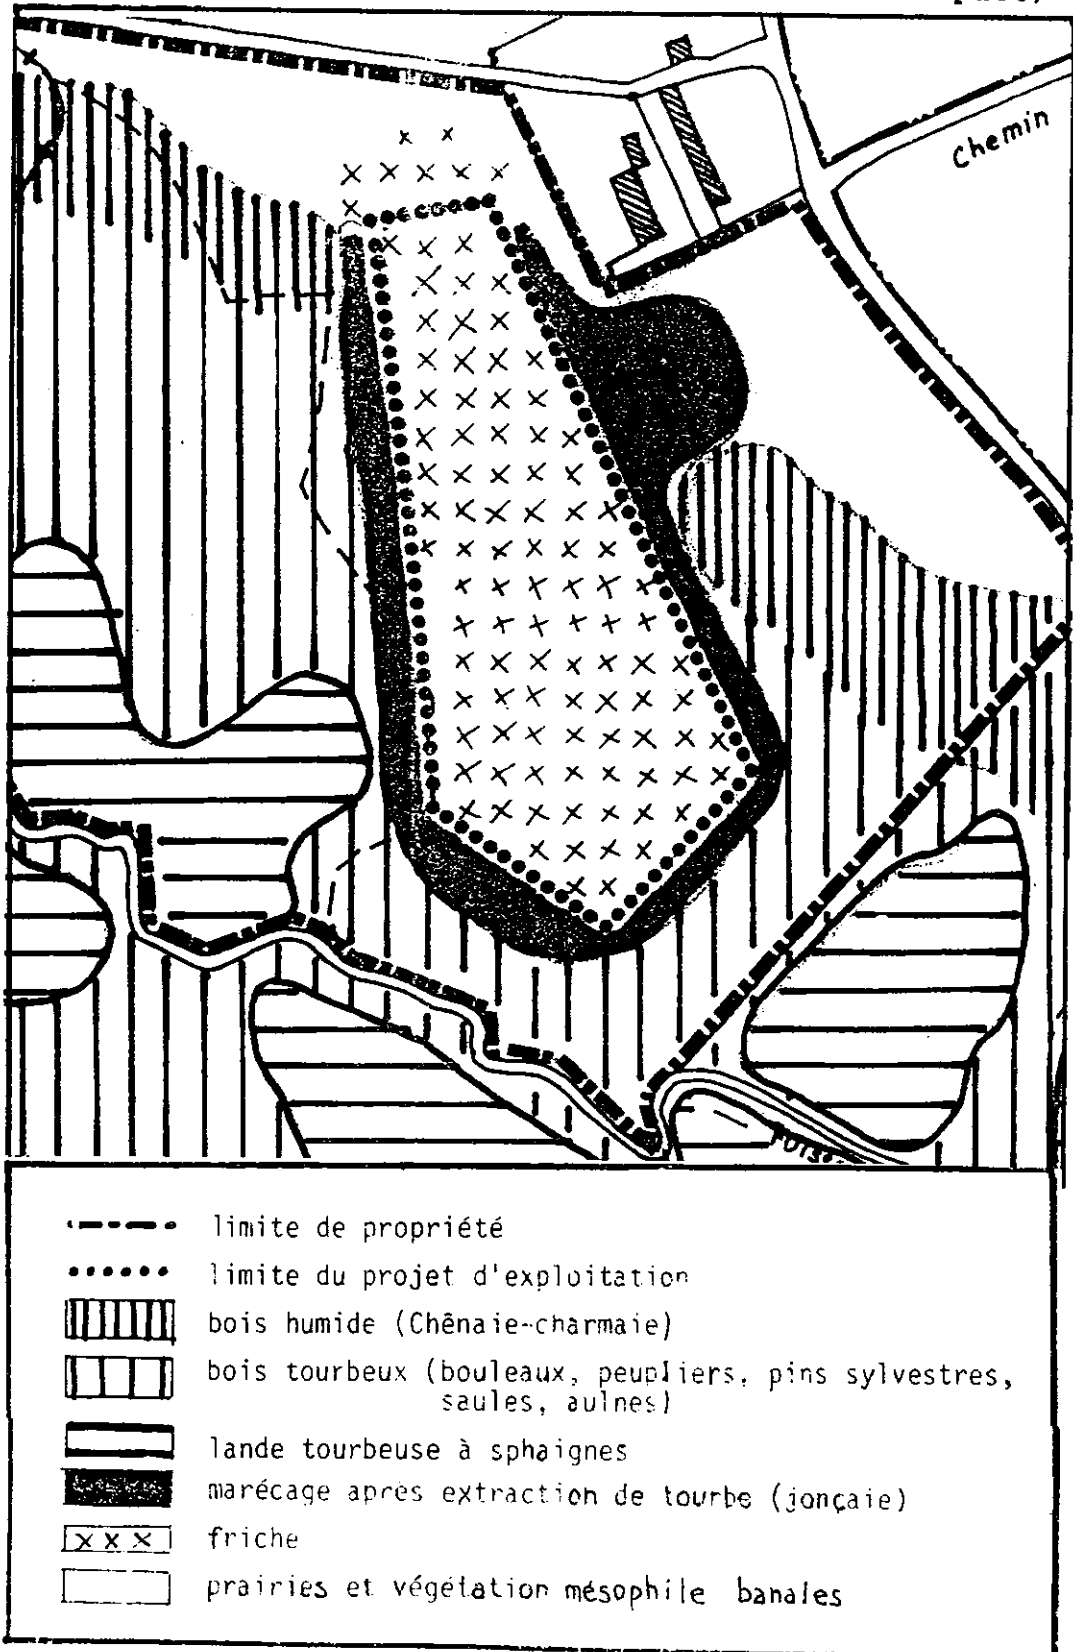 Chemin
limite de propriété
limite du projet d'exploitation
bois humide (Chênaie-charmaie)
bois tourbeux (bouleaux, peupliers, pins sylvestres,
saules, aulnes)
lande tourbeuse à sphaignes
marécage après extraction de tourbe (jonçaie)
friche
prairies et végétation mésophile banales